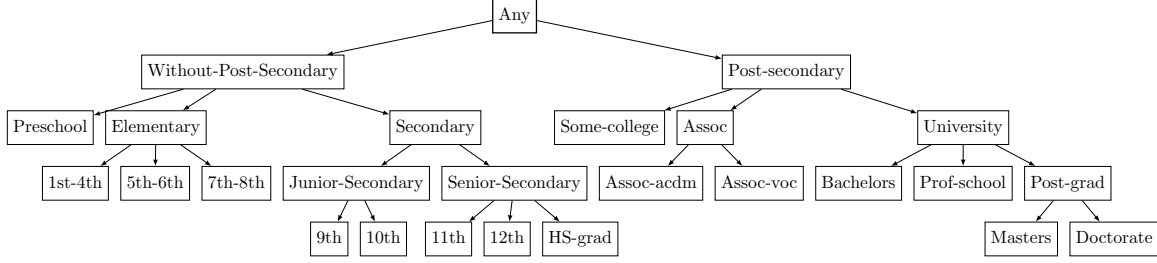 Any
Without-Post-Secondary Post-secondary
Preschool Elementary Secondary Some-college Assoc University
1st-4th 5th-6th 7th-8th Junior-Secondary Senior-Secondary Assoc-acdm Assoc-voc Bachelors Prof-school Post-grad
9th 10th 11th 12th HS-grad Masters Doctorate